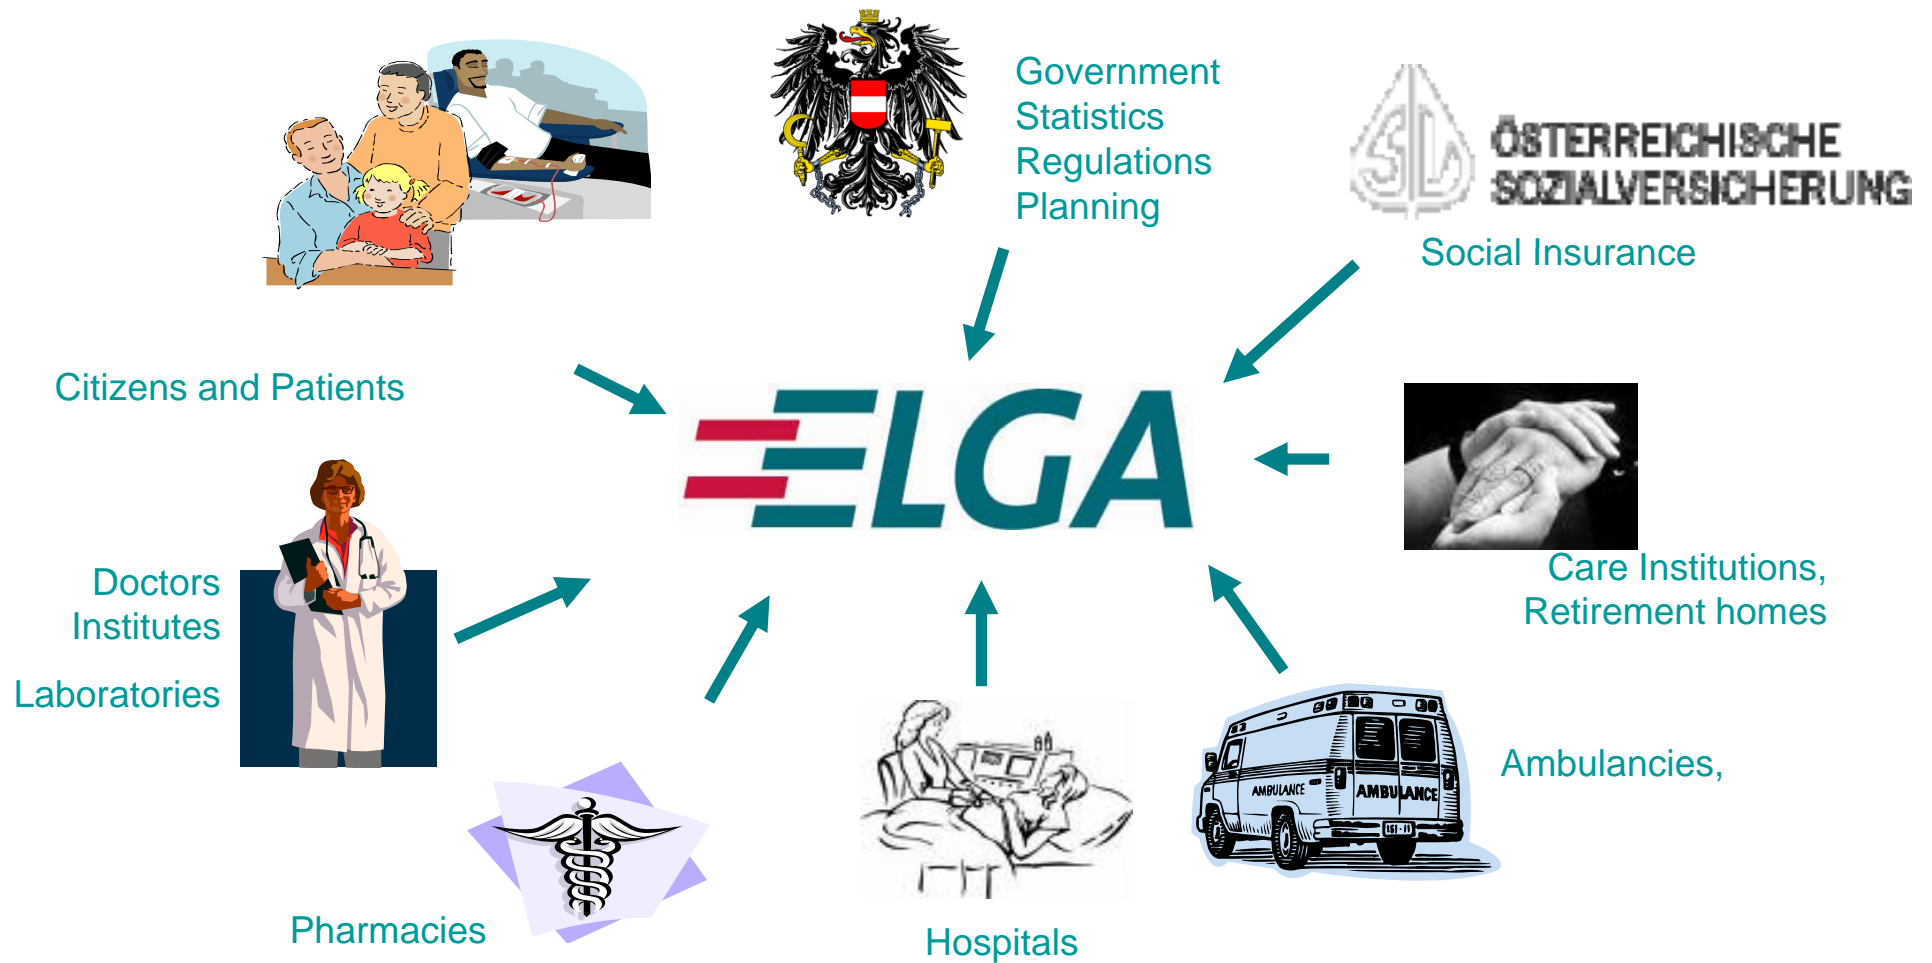 Government
Statistics
Regulations
Planning
ÖSTERREICHISCHE
SOZIALVERSICHERUNG
Social Insurance
Citizens and Patients
ELGA
Care Institutions,
Retirement homes
Doctors
Institutes
Laboratories
Ambulancies,
AMBULANCE
AMBULANCE
Pharmacies
Hospitals